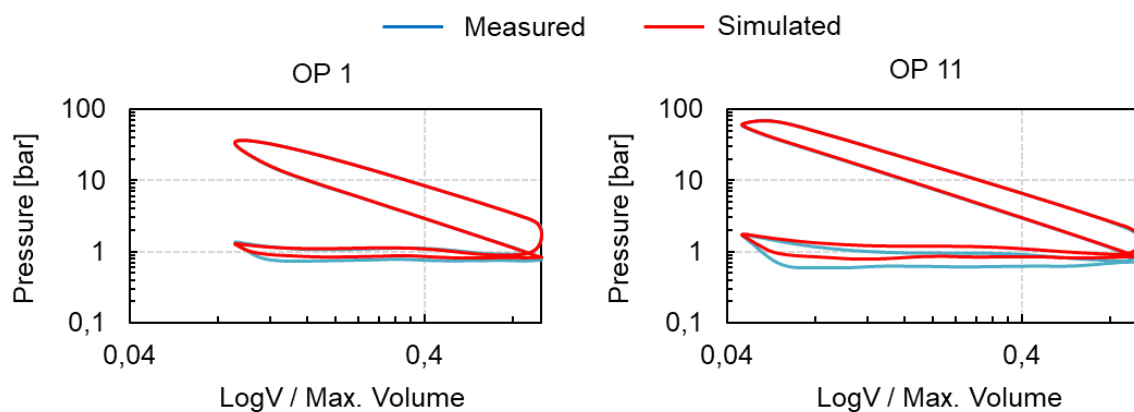 Measured Simulated
OP 1
Pressure [bar]
100
10
1
0,1
0,04 0,4
LogV / Max. Volume
OP 11
Pressure [bar]
100
10
1
0,1
0,04 0,4
LogV / Max. Volume